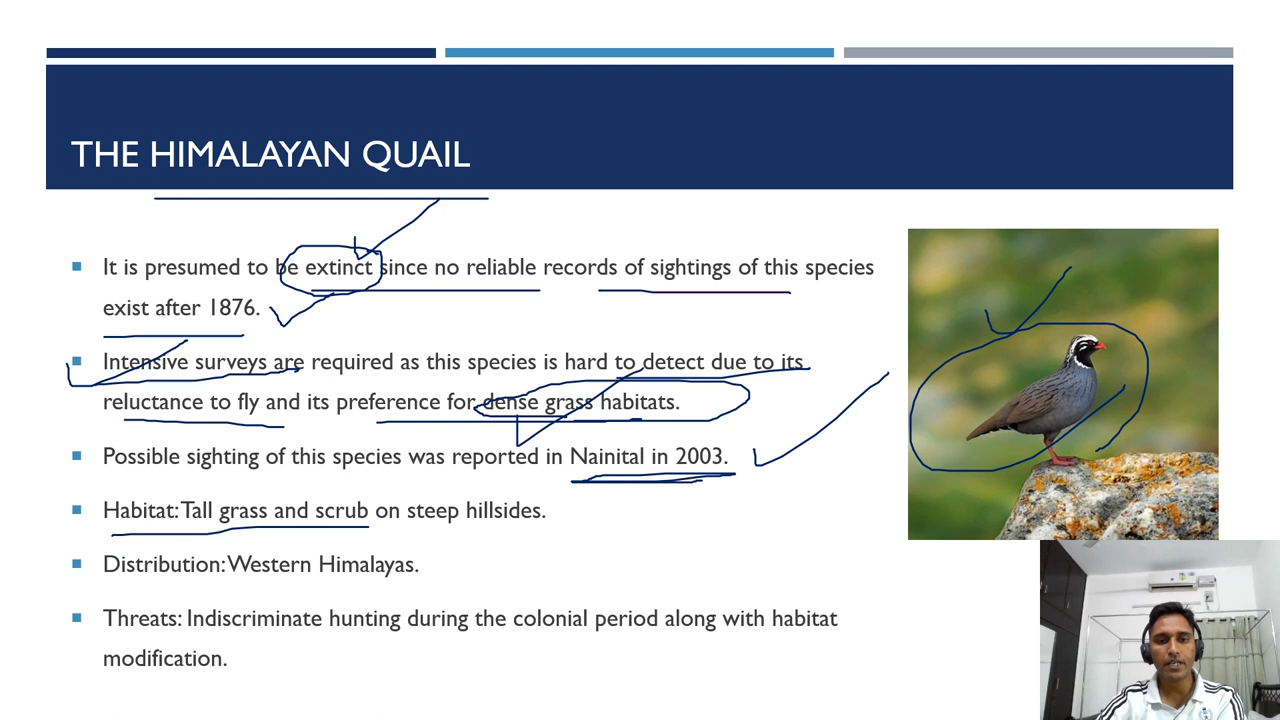 THE HIMALAYAN QUAIL
It is presumed to be extinct since no reliable records of sightings of this species
exist after 1876.
Intensive surveys are required as this species is hard to detect due to its
reluctance to fly and its preference for dense grass habitats.
Possible sighting of this species was reported in Nainital in 2003.
Habitat: Tall grass and scrub on steep hillsides.
Distribution: Western Himalayas.
Threats: Indiscriminate hunting during the colonial period along with habitat
modification.